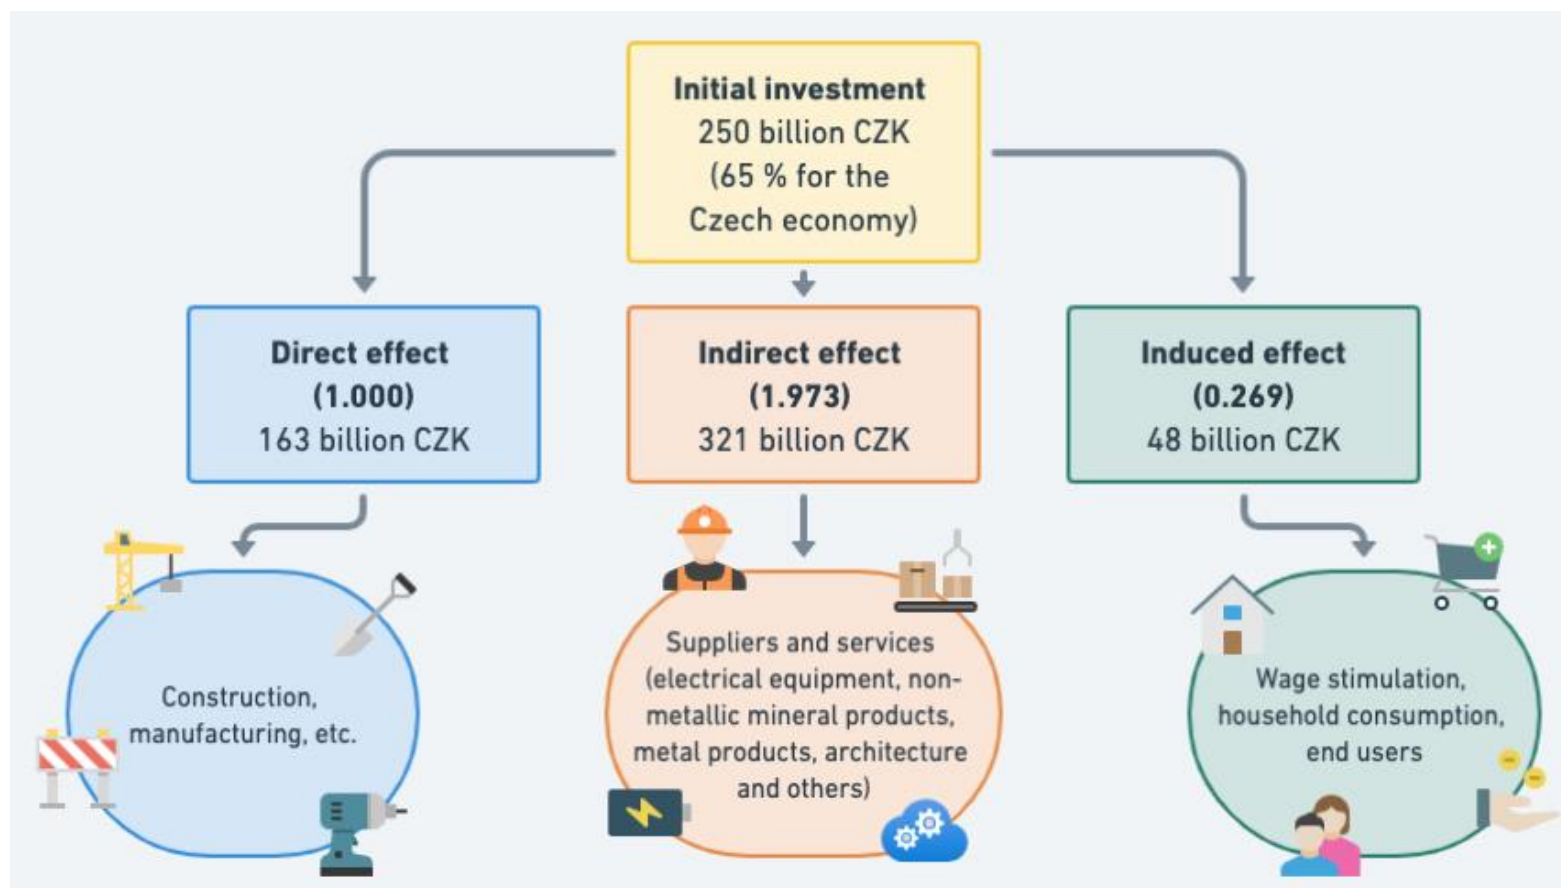 Initial investment
250 billion CZK
(65 % for the
Czech economy)
Direct effect
(1.000)
163 billion CZK
Indirect effect
(1.973)
321 billion CZK
Induced effect
(0.269)
48 billion CZK
Construction,
manufacturing, etc.
Suppliers and services
(electrical equipment, non-
metallic mineral products,
metal products, architecture
and others)
Wage stimulation,
household consumption,
end users